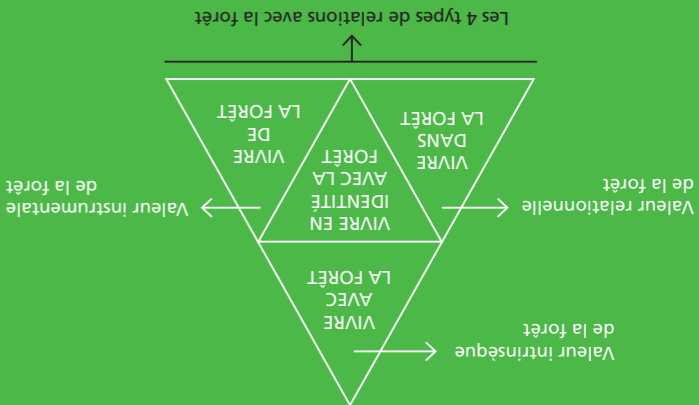 Valeur intrinsèque
de la forêt
VIVRE
AVEC
LA FORÊT
Valeur relationnelle
de la forêt
VIVRE EN
IDENTITÉ
AVEC LA
FORÊT
Valeur instrumentale
de la forêt
VIVRE
DANS
LA FORÊT
VIVRE
DE
LA FORÊT
Les 4 types de relations avec la forêt